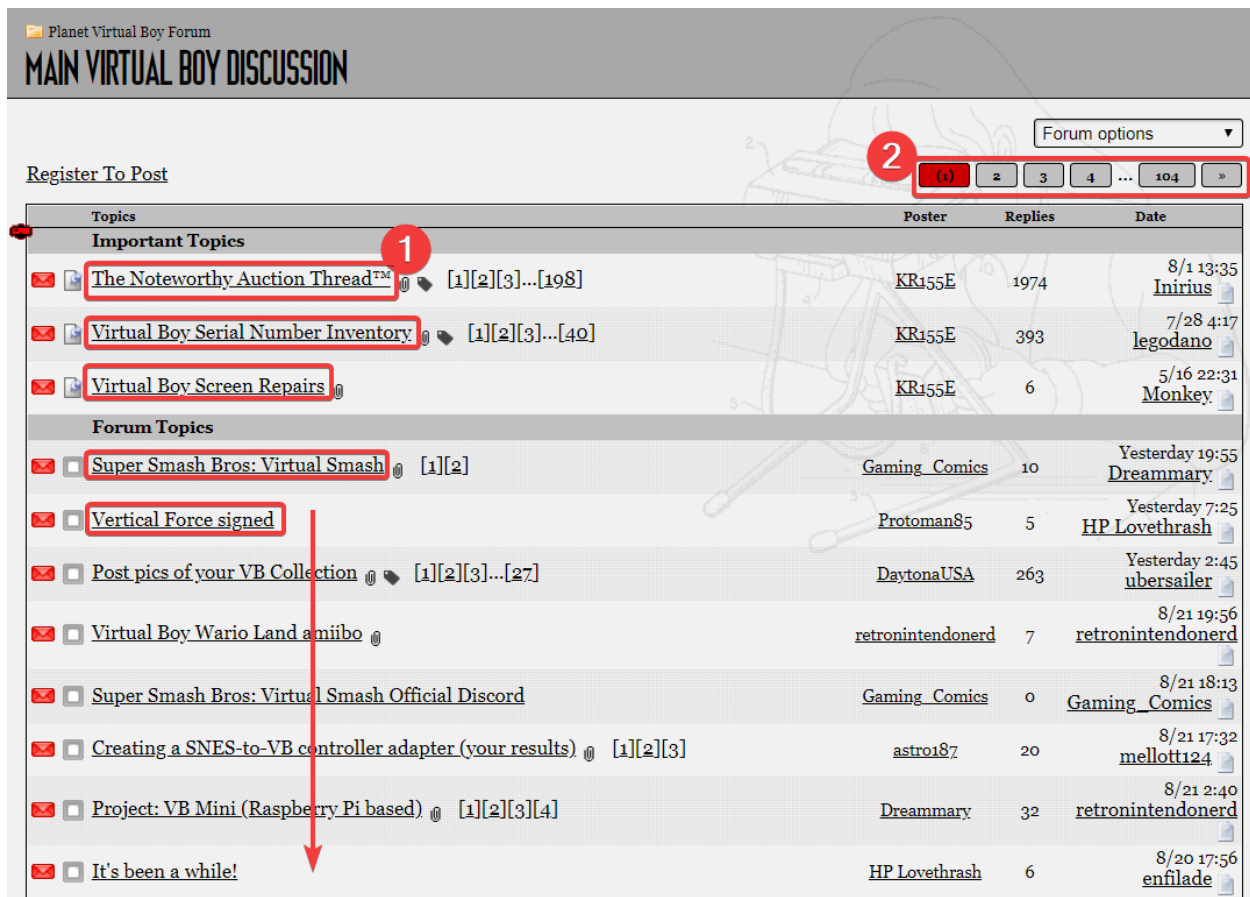 Planet Virtual Boy Forum
MAIN VIRTUAL BOY DISCUSSION
Forum options
2
Register To Post
(1) 2 3 4 ... 104 »
Topics Poster Replies Date
Important Topics
1
The Noteworthy Auction Thread™ [1][2][3]...[198] KR155E 1974 8/1 13:35
Inirius
Virtual Boy Serial Number Inventory [1][2][3]...[40] KR155E 393 7/28 4:17
legodano
Virtual Boy Screen Repairs KR155E 6 5/16 22:31
Monkey
Forum Topics
Super Smash Bros: Virtual Smash [1][2] Gaming_Comics 10 Yesterday 19:55
Dreammary
Vertical Force signed Protoman85 5 Yesterday 7:25
HP Lovethrash
Post pics of your VB Collection [1][2][3]...[27] DaytonaUSA 263 Yesterday 2:45
ubersailer
Virtual Boy Wario Land amiibo retronintendonerd 7 8/21 19:56
retronintendonerd
Super Smash Bros: Virtual Smash Official Discord Gaming_Comics 0 8/21 18:13
Gaming_Comics
Creating a SNES-to-VB controller adapter (your results) [1][2][3] astro187 20 8/21 17:32
mellott124
Project: VB Mini (Raspberry Pi based) [1][2][3][4] Dreammary 32 8/21 2:40
retronintendonerd
It's been a while! HP Lovethrash 6 8/20 17:56
enfilade